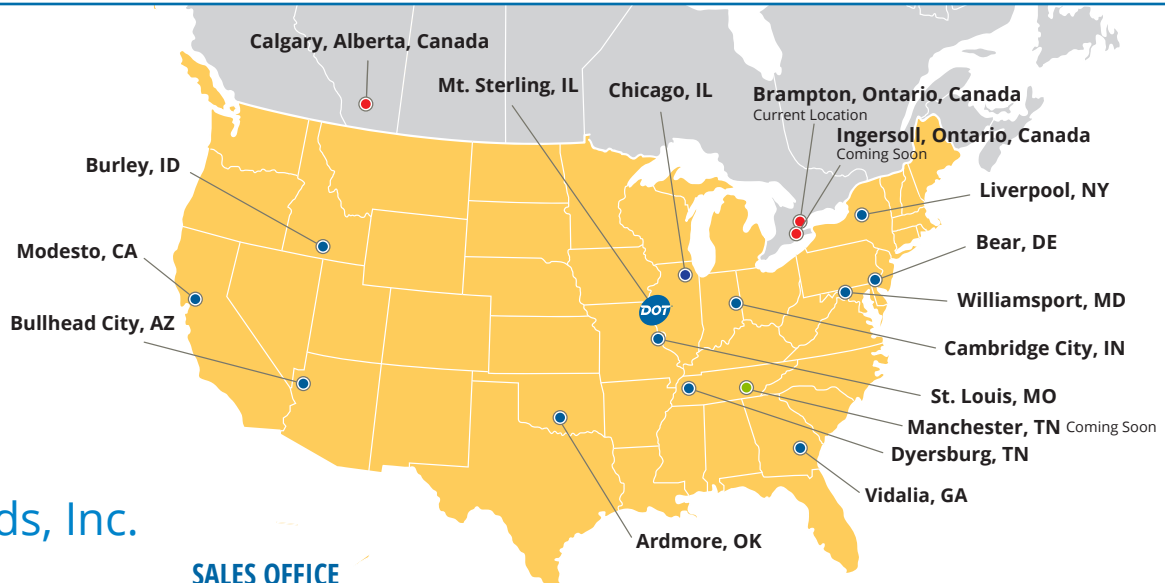 Calgary, Alberta, Canada
Mt. Sterling, IL
Chicago, IL
Brampton, Ontario, Canada
Current Location
Ingersoll, Ontario, Canada
Coming Soon
Burley, ID
Liverpool, NY
Modesto, CA
Bear, DE
Bullhead City, AZ
Williamsport, MD
DOT
Cambridge City, IN
St. Louis, MO
Manchester, TN Coming Soon
Dyersburg, TN
Vidalia, GA
ds, Inc.
Ardmore, OK
SALES OFFICE